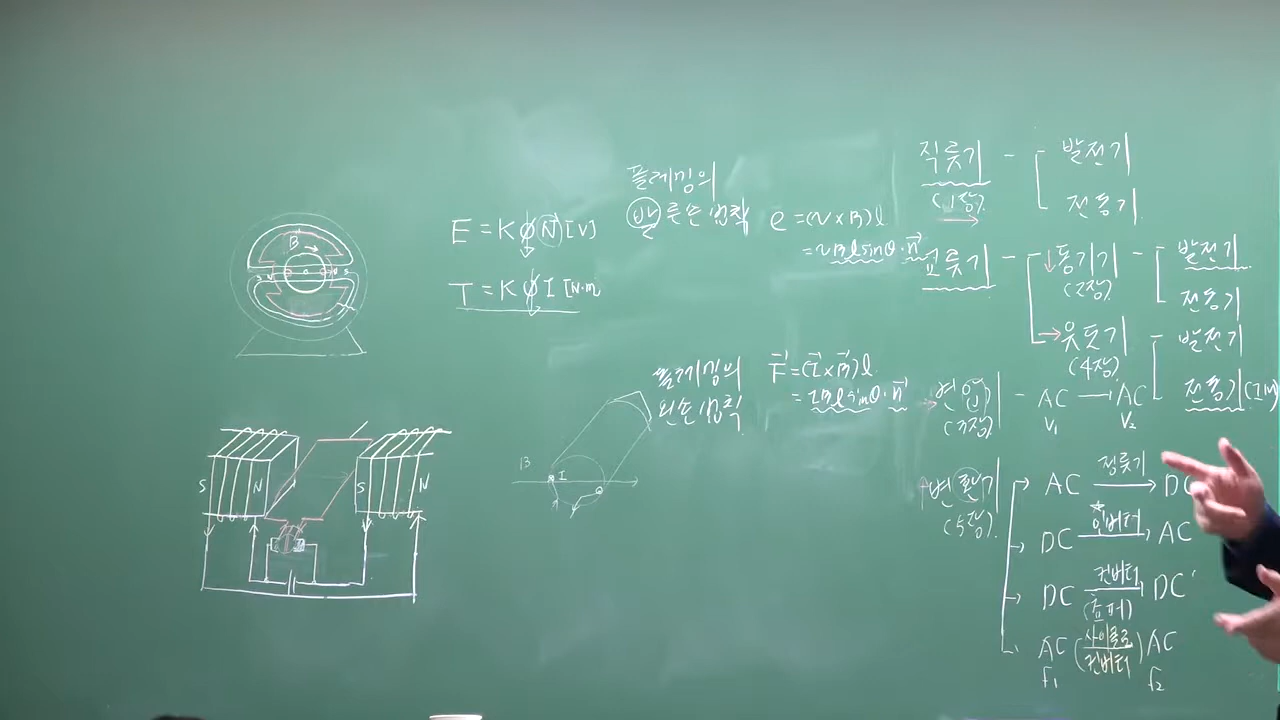 B
S N
N S
E = KφN [V]
T = KφI [N·m]
플레밍의
발른손법칙
e = (v × B) l
= vBl sinθ · n⃗
플레밍의
왼손법칙
F⃗ = (I⃗ × B⃗) l
= IBl sinθ · n⃗
B
I
S N
S N
직류기 - 발전기
(1장) 전동기
교류기 - 동기기 - 발전기
(2장) 전동기
유도기 - 발전기
(4장) 전동기 (IM)
변압기 - AC → AC
(3장) V₁ V₂
변환기
(5장)
AC 정류기 → DC
DC *인버터 → AC
DC 컨버터 → DC'
(초퍼)
AC (사이클로 컨버터) AC
f₁ f₂